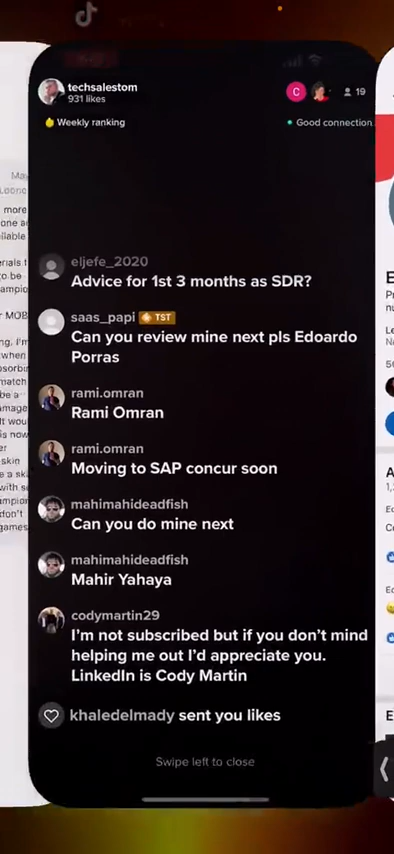 techsalestom
931 likes
C
19
Weekly ranking
Good connection
eljefe_2020
Advice for 1st 3 months as SDR?
saas_papi TST
Can you review mine next pls Edoardo
Porras
rami.omran
Rami Omran
rami.omran
Moving to SAP concur soon
mahimahideadfish
Can you do mine next
mahimahideadfish
Mahir Yahaya
codymartin29
I'm not subscribed but if you don't mind
helping me out I'd appreciate you.
LinkedIn is Cody Martin
khaledelmady sent you likes
Swipe left to close